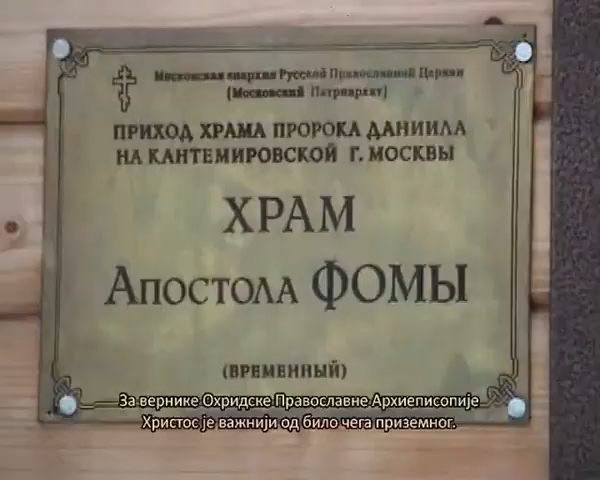 Московская епархия Русской Православной Церкви
(Московский Патриархат)
ПРИХОД ХРАМА ПРОРОКА ДАНИИЛА
НА КАНТЕМИРОВСКОЙ Г. МОСКВЫ
ХРАМ
АПОСТОЛА ФОМЫ
(ВРЕМЕННЫЙ)
За вернике Охридске Православне Архиепископије
Христос је важнији од било чега приземног.